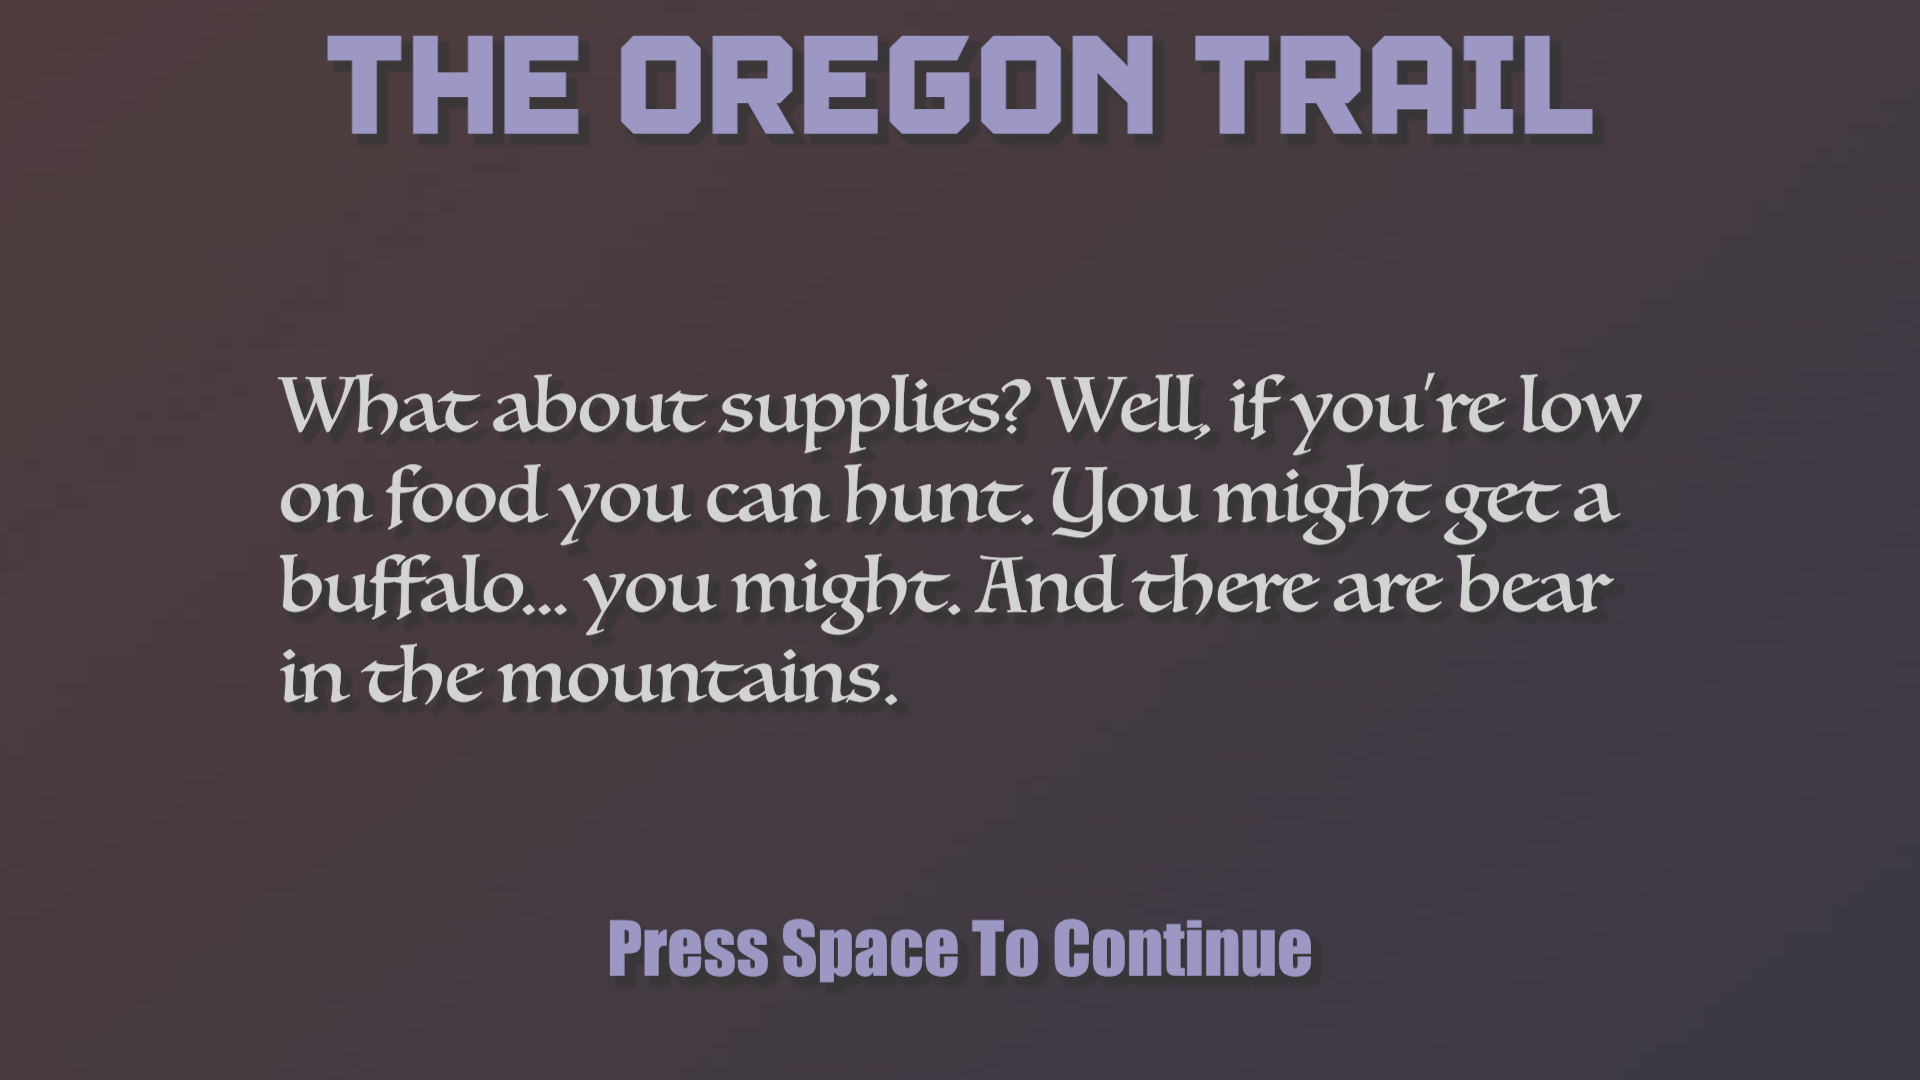 THE OREGON TRAIL
What about supplies? Well, if you're low
on food you can hunt. You might get a
buffalo... you might. And there are bear
in the mountains.
Press Space To Continue